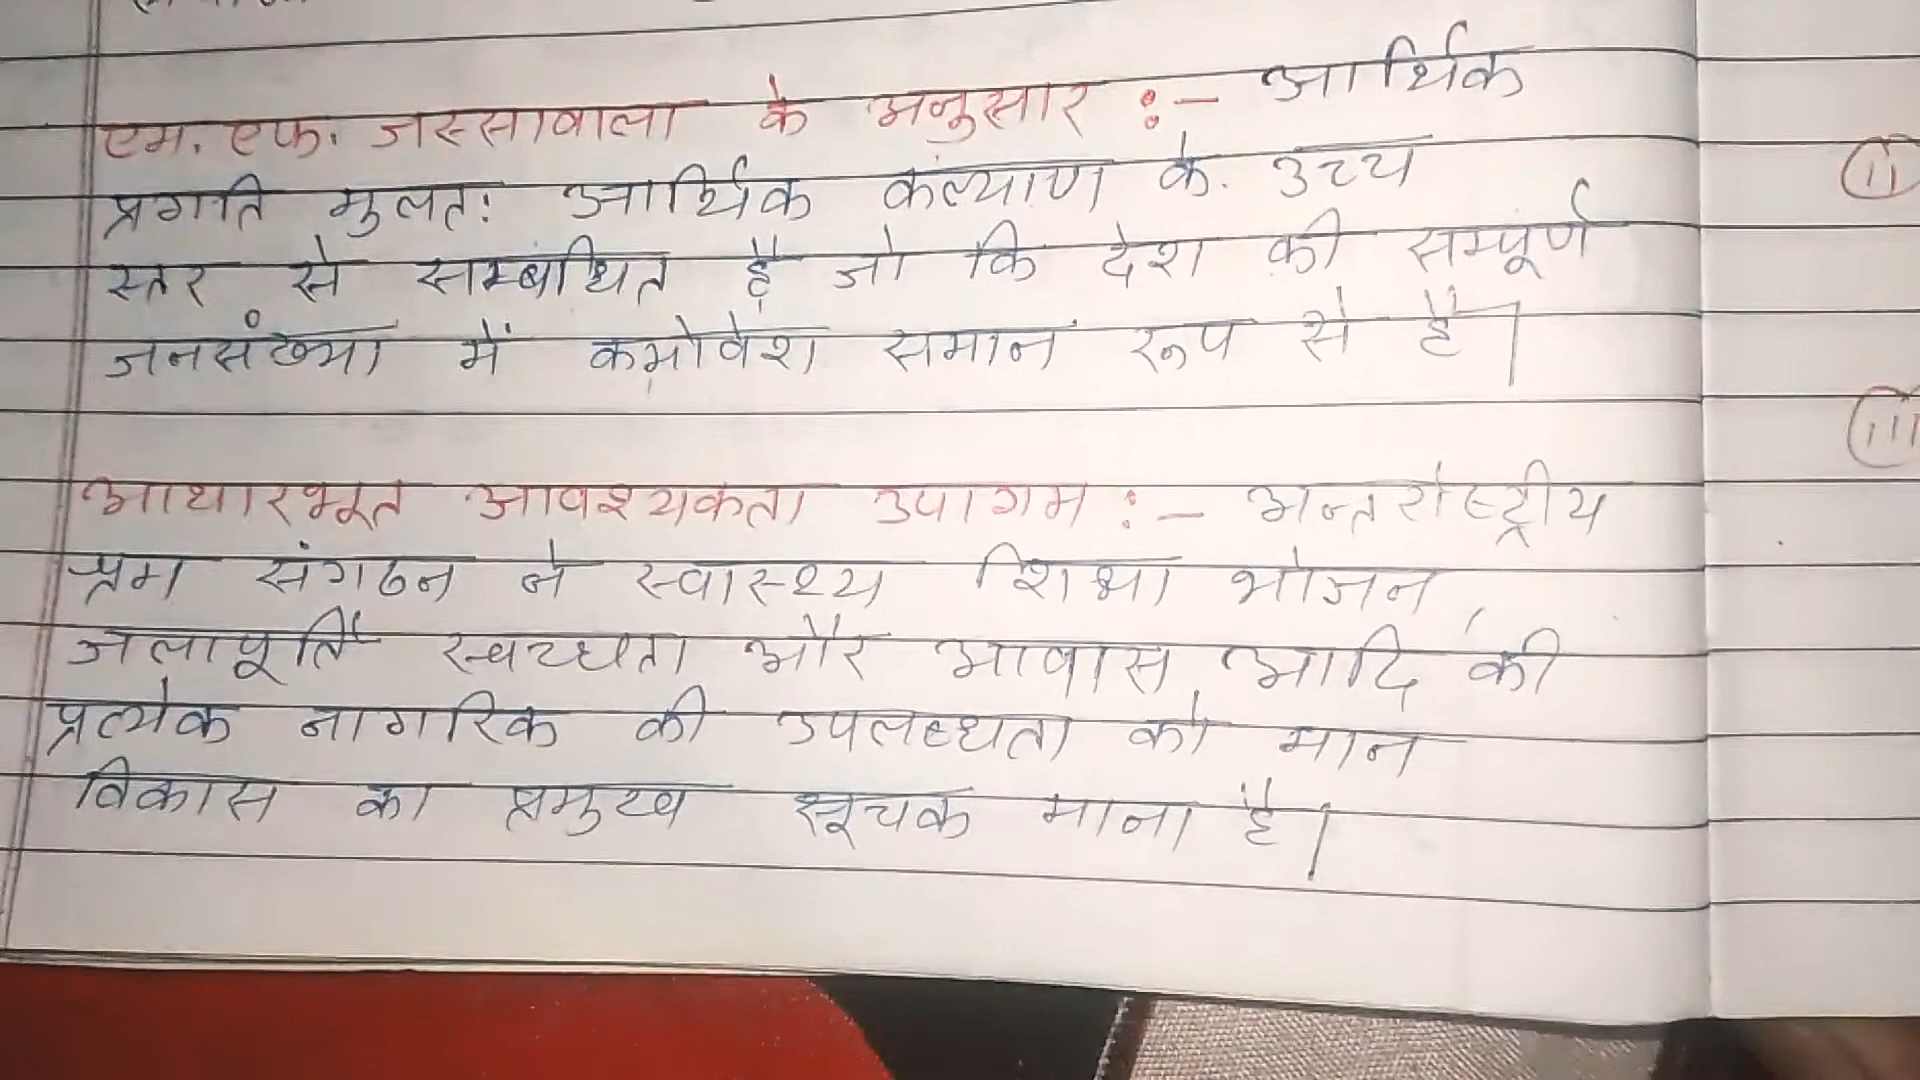 एम. एफ. जस्सावाला के अनुसार :- आर्थिक
प्रगति मुलत: आर्थिक कल्याण के उच्च
स्तर से सम्बंधित है जो कि देश की सम्पूर्ण
जनसंख्या में कमोवेश समान रूप से है।
आधारभूत आवश्यकता उपागम :- अन्तर्राष्ट्रीय
श्रम संगठन ने स्वास्थ्य शिक्षा भोजन,
जलापूर्ति स्वच्छता और आवास आदि की
प्रत्येक नागरिक की उपलब्धता को मान
विकास का प्रमुख सूचक माना है।
(ii)
(iii)